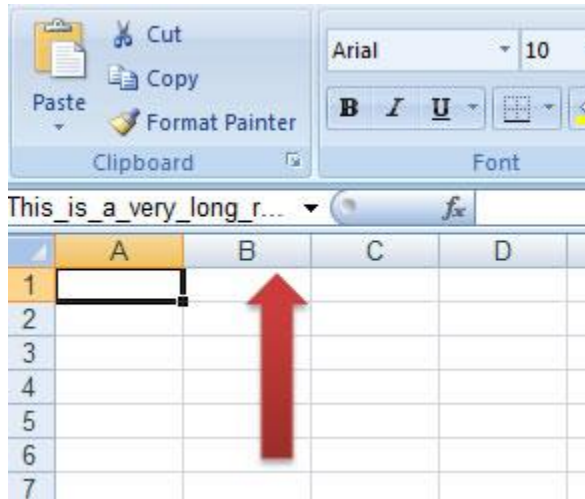 Cut
Copy
Paste
Format Painter
Clipboard
Arial
10
B I U
Font
This_is_a_very_long_r...
fx
A B C D
1
2
3
4
5
6
7